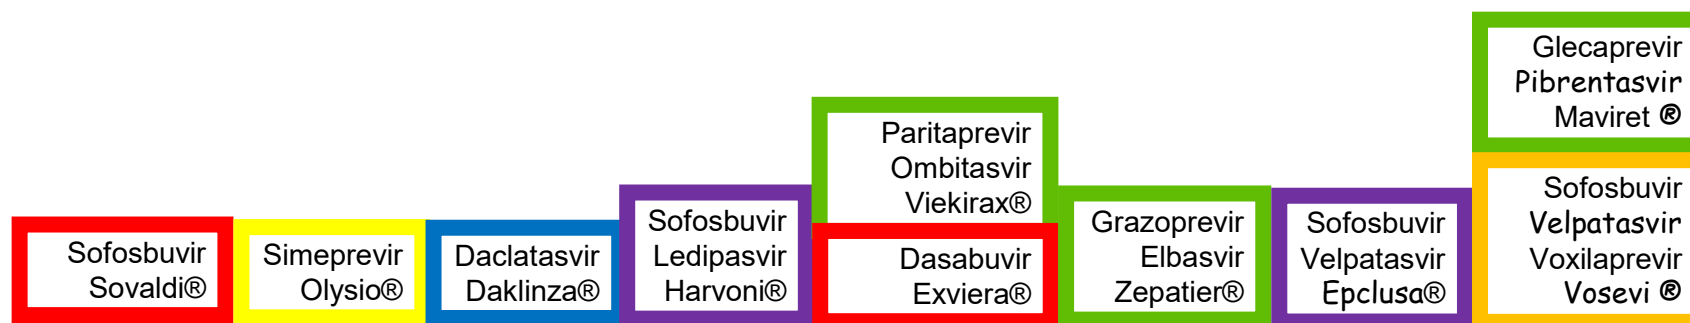 Sofosbuvir
Sovaldi®
Simeprevir
Olysio®
Daclatasvir
Daklinza®
Sofosbuvir
Ledipasvir
Harvoni®
Paritaprevir
Ombitasvir
Viekirax®
Dasabuvir
Exviera®
Grazoprevir
Elbasvir
Zepatier®
Sofosbuvir
Velpatasvir
Epclusa®
Glecaprevir
Pibrentasvir
Maviret ®
Sofosbuvir
Velpatasvir
Voxilaprevir
Vosevi ®